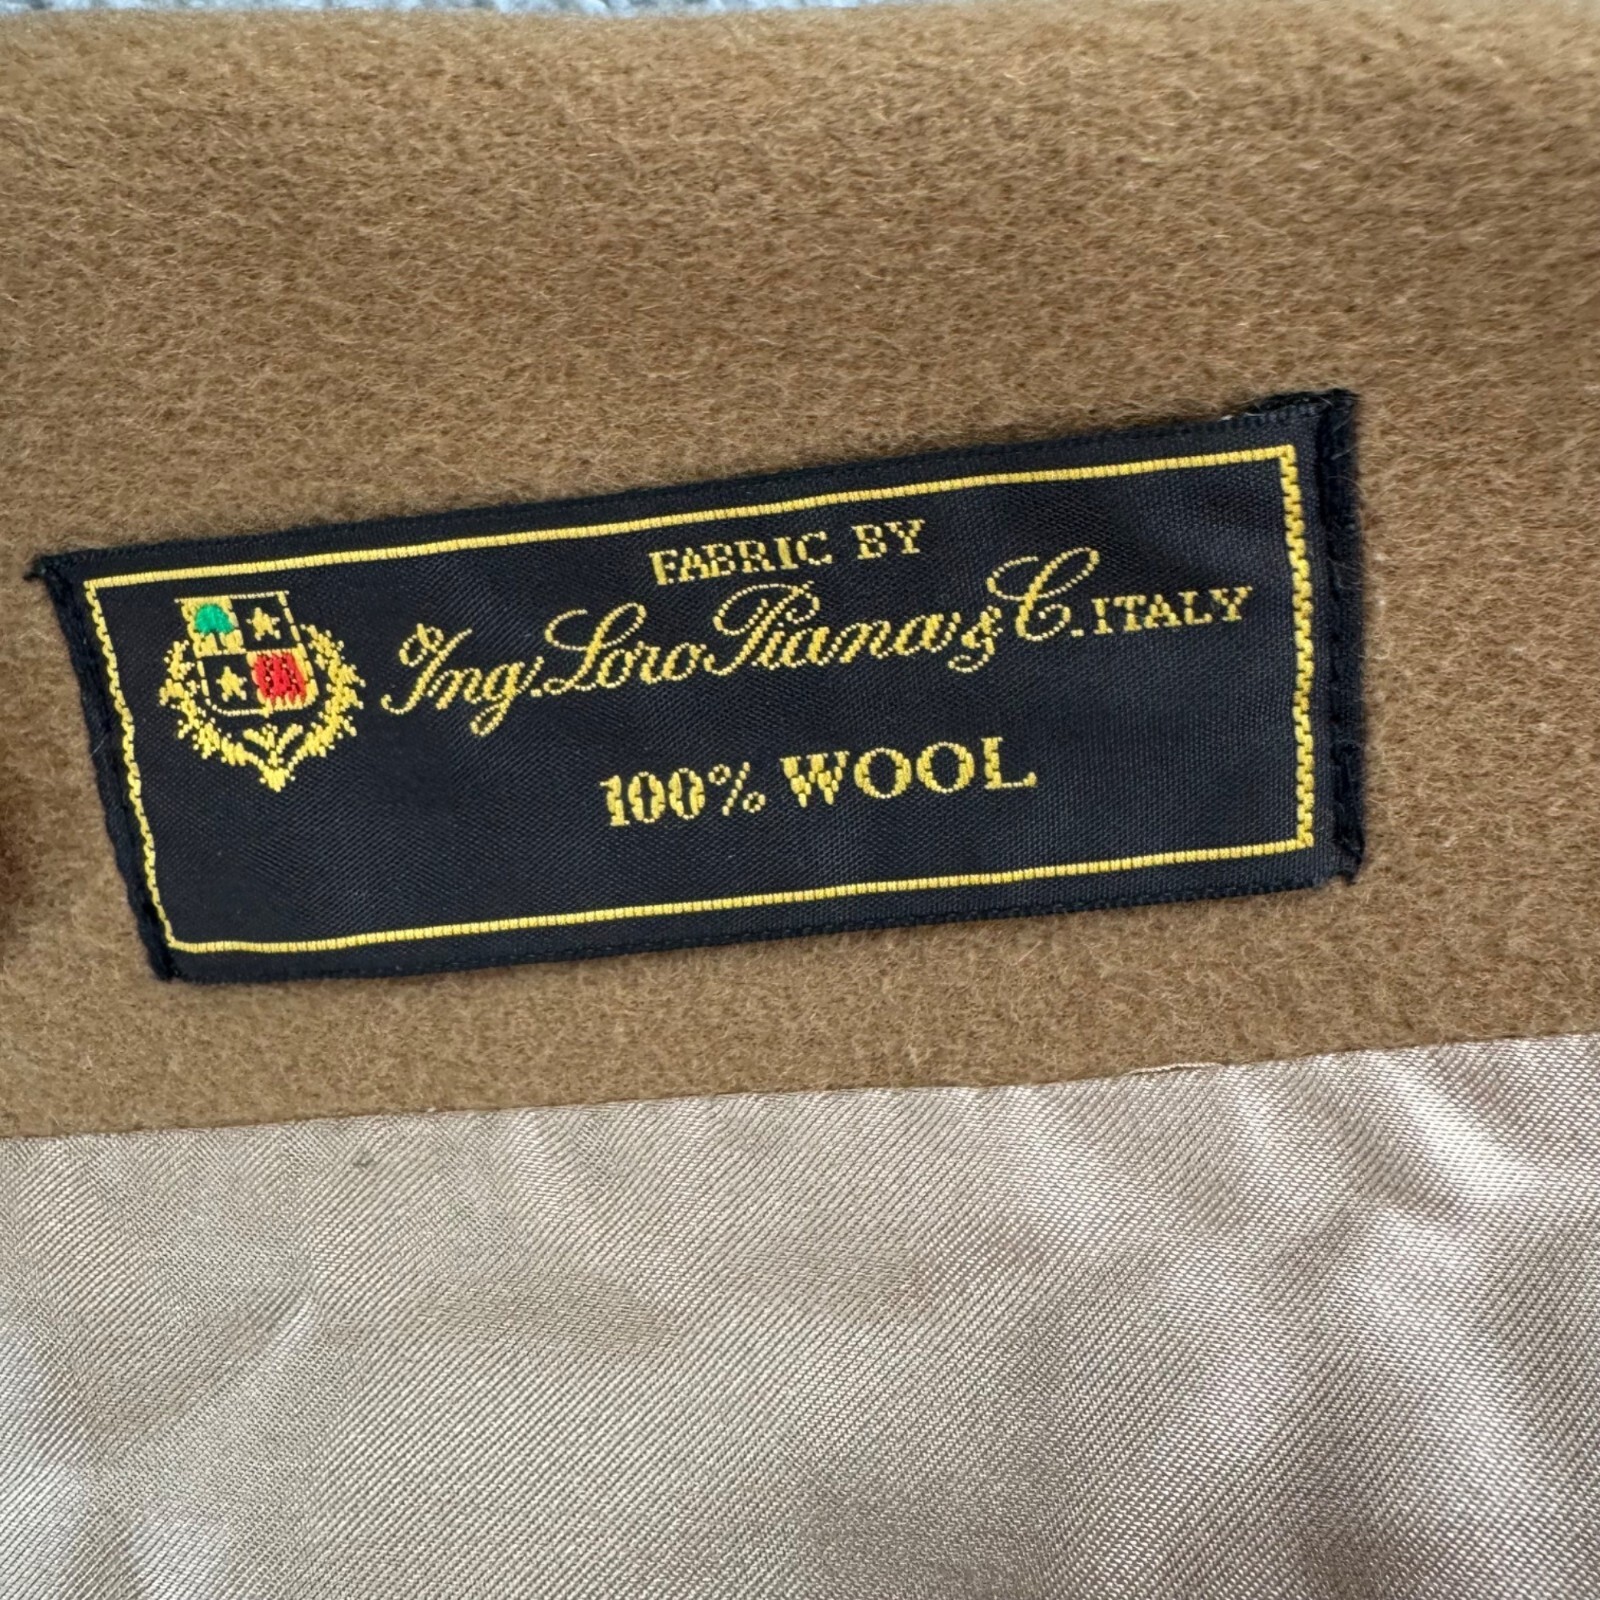 FABRIC BY
Ing. Loro Piana & C. ITALY
100% WOOL